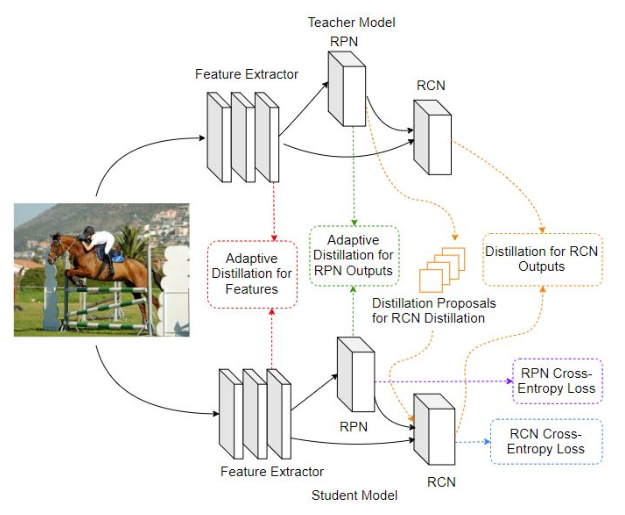 Teacher Model
RPN
Feature Extractor
RCN
Adaptive
Distillation for
Features
Adaptive
Distillation for
RPN Outputs
Distillation for RCN
Outputs
Distillation Proposals
for RCN Distillation
RPN Cross-
Entropy Loss
RPN
RCN Cross-
Entropy Loss
Feature Extractor
RCN
Student Model